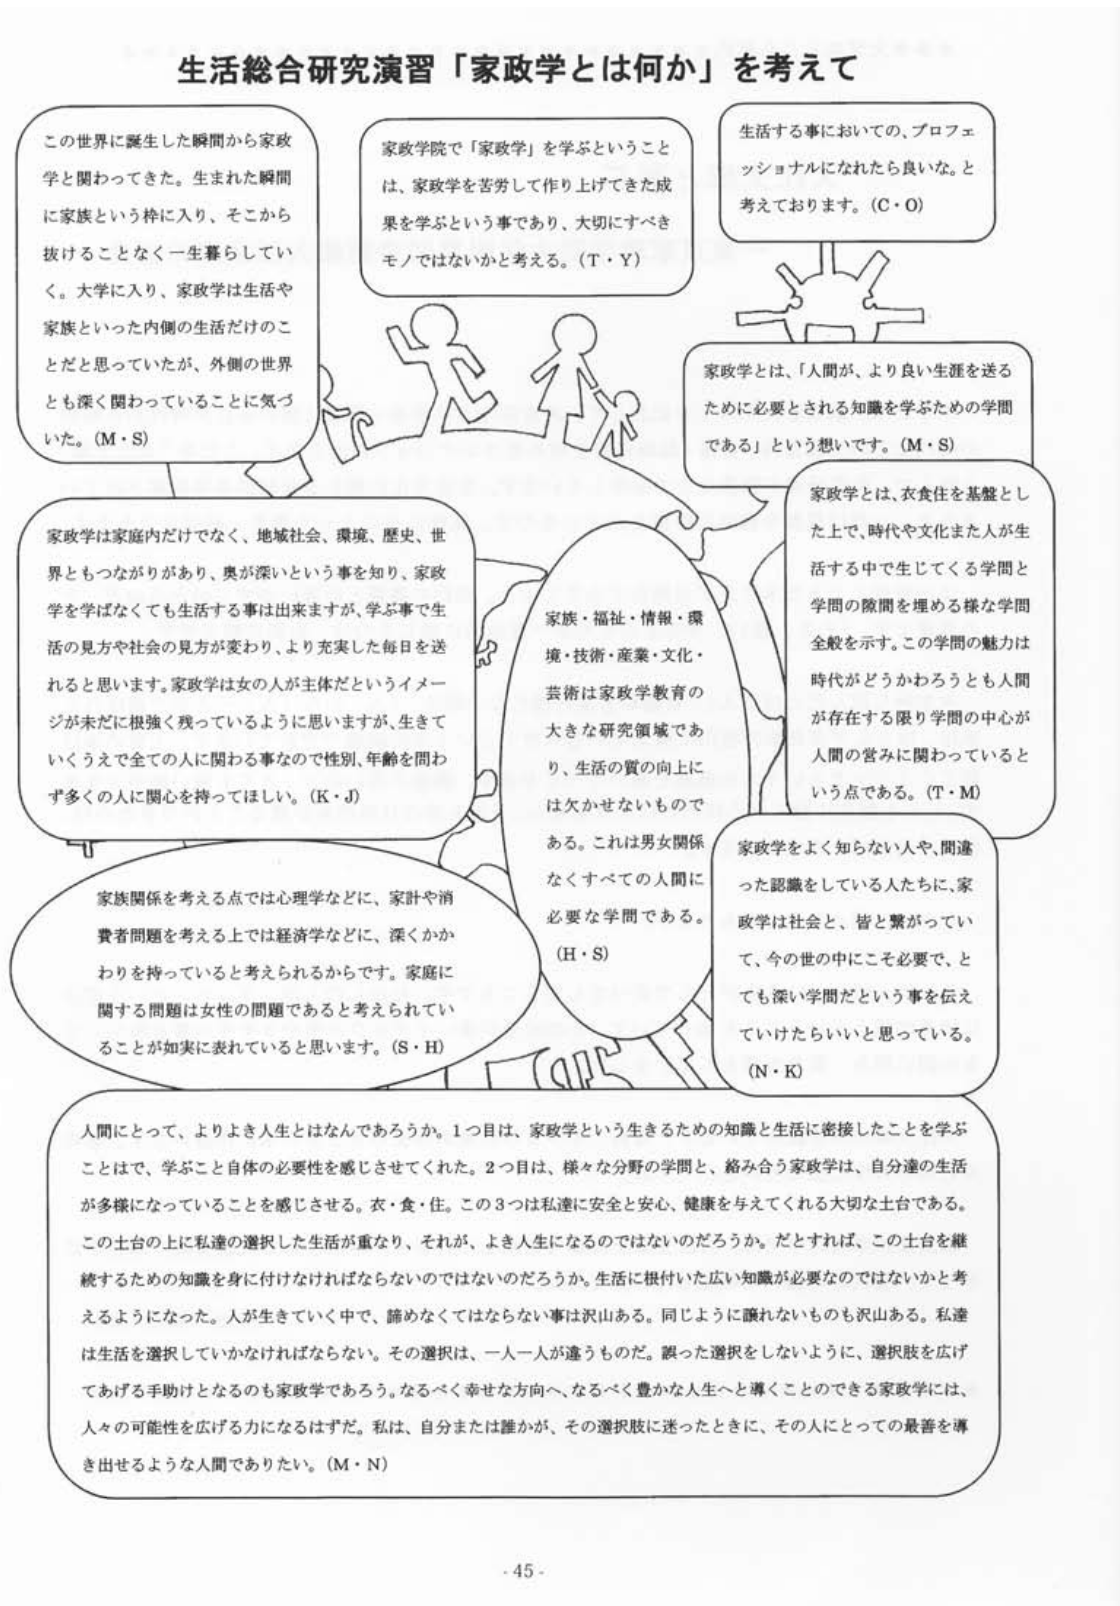 生活総合研究演習「家政学とは何か」を考えて
この世界に誕生した瞬間から家政
学と関わってきた。生まれた瞬間
に家族という枠に入り、そこから
抜けることなく一生暮らしてい
く。大学に入り、家政学は生活や
家族といった内側の生活だけのこ
とだと思っていたが、外側の世界
とも深く関わっていることに気づ
いた。（M・S）
家政学院で「家政学」を学ぶということ
は、家政学を苦労して作り上げてきた成
果を学ぶという事であり、大切にすべき
モノではないかと考える。（T・Y）
生活する事においての、プロフェ
ッショナルになれたら良いな。と
考えております。（C・O）
家政学とは、「人間が、より良い生涯を送る
ために必要とされる知識を学ぶための学問
である」という想いです。（M・S）
家政学は家庭内だけでなく、地域社会、環境、歴史、世
界ともつながりがあり、奥が深いという事を知り、家政
学を学ばなくても生活する事は出来ますが、学ぶ事で生
活の見方や社会の見方が変わり、より充実した毎日を送
れると思います。家政学は女の人が主体だというイメー
ジが未だに根強く残っているように思いますが、生きて
いくうえで全ての人に関わる事なので性別、年齢を問わ
ず多くの人に関心を持ってほしい。（K・J）
家族・福祉・情報・環
境・技術・産業・文化・
芸術は家政学教育の
大きな研究領域であ
り、生活の質の向上に
は欠かせないもので
ある。これは男女関係
なくすべての人間に
必要な学問である。
（H・S）
家政学とは、衣食住を基盤とし
た上で、時代や文化また人が生
活する中で生じてくる学問と
学問の隙間を埋める様な学問
全般を示す。この学問の魅力は
時代がどうかわろうとも人間
が存在する限り学問の中心が
人間の営みに関わっていると
いう点である。（T・M）
家族関係を考える点では心理学などに、家計や消
費者問題を考える上では経済学などに、深くかか
わりを持っていると考えられるからです。家庭に
関する問題は女性の問題であると考えられてい
ることが如実に表れていると思います。（S・H）
家政学をよく知らない人や、間違
った認識をしている人たちに、家
政学は社会と、皆と繋がってい
て、今の世の中にこそ必要で、と
ても深い学問だという事を伝え
ていけたらいいと思っている。
（N・K）
人間にとって、よりよき人生とはなんであろうか。1つ目は、家政学という生きるための知識と生活に密接したことを学ぶ
ことはで、学ぶこと自体の必要性を感じさせてくれた。2つ目は、様々な分野の学問と、絡み合う家政学は、自分達の生活
が多様になっていることを感じさせる。衣・食・住。この3つは私達に安全と安心、健康を与えてくれる大切な土台である。
この土台の上に私達の選択した生活が重なり、それが、よき人生になるのではないのだろうか。だとすれば、この土台を継
続するための知識を身に付けなければならないのではないのだろうか。生活に根付いた広い知識が必要なのではないかと考
えるようになった。人が生きていく中で、諦めなくてはならない事は沢山ある。同じように譲れないものも沢山ある。私達
は生活を選択していかなければならない。その選択は、一人一人が違うものだ。誤った選択をしないように、選択肢を広げ
てあげる手助けとなるのも家政学であろう。なるべく幸せな方向へ、なるべく豊かな人生へと導くことのできる家政学には、
人々の可能性を広げる力になるはずだ。私は、自分または誰かが、その選択肢に迷ったときに、その人にとっての最善を導
き出せるような人間でありたい。（M・N）
- 45 -